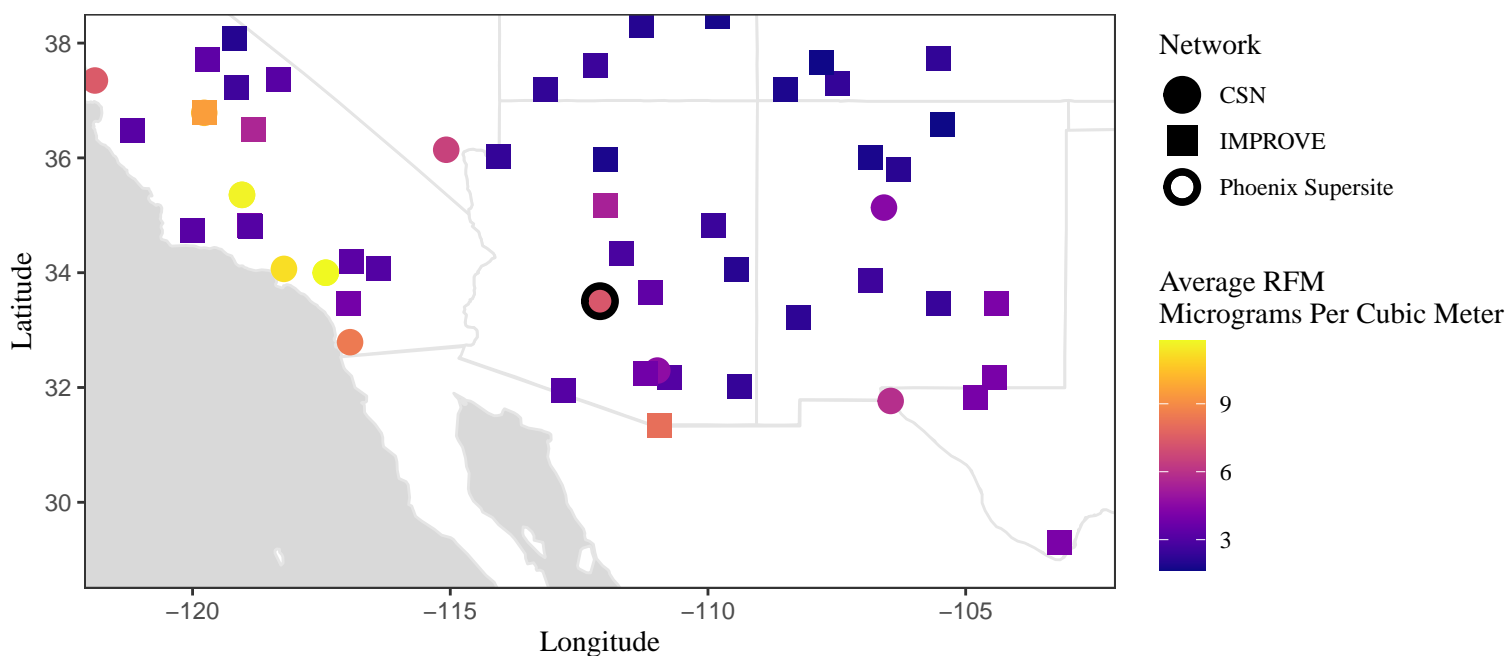 38
36
34
32
30
Latitude
−120
−115
−110
−105
Longitude
Network
CSN
IMPROVE
Phoenix Supersite
Average RFM
Micrograms Per Cubic Meter
9
6
3